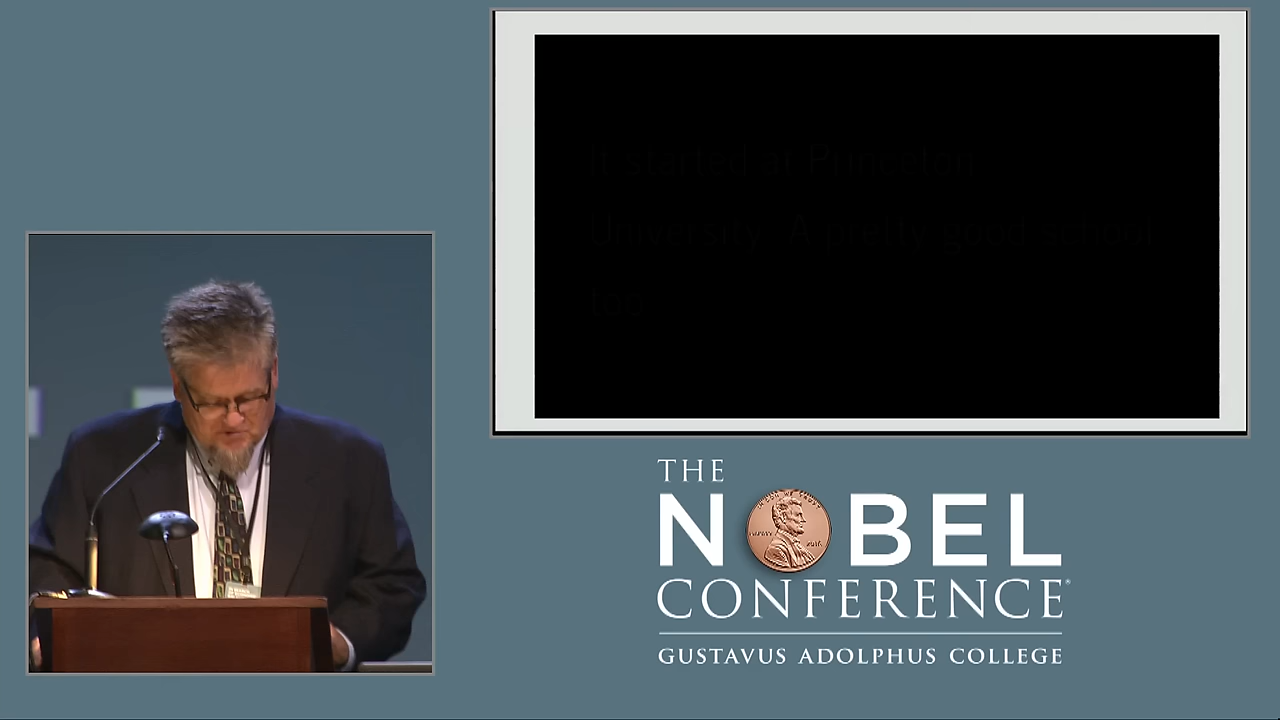 It started at Princeton
University. A pretty good school
too
THE
NOBEL
CONFERENCE
GUSTAVUS ADOLPHUS COLLEGE